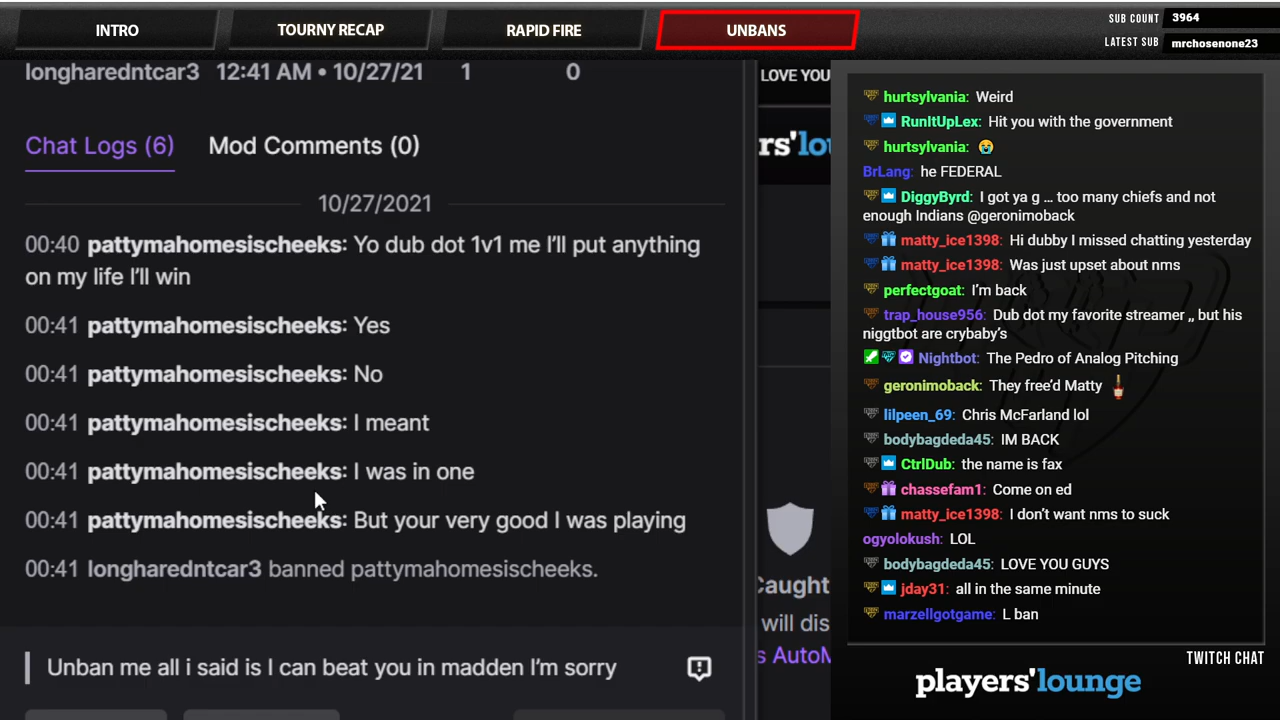 INTRO
TOURNY RECAP
RAPID FIRE
UNBANS
SUB COUNT 3964
LATEST SUB mrchosenone23
longharedntcar3 12:41 AM • 10/27/21 1 0
Chat Logs (6) Mod Comments (0)
10/27/2021
00:40 pattymahomesischeeks: Yo dub dot 1v1 me I'll put anything
on my life I'll win
00:41 pattymahomesischeeks: Yes
00:41 pattymahomesischeeks: No
00:41 pattymahomesischeeks: I meant
00:41 pattymahomesischeeks: I was in one
00:41 pattymahomesischeeks: But your very good I was playing
00:41 longharedntcar3 banned pattymahomesischeeks.
Unban me all i said is I can beat you in madden I'm sorry
LOVE YOU
rs'lo
Caught
will dis
s AutoM
hurtsylvania: Weird
RunItUpLex: Hit you with the government
hurtsylvania: 😭
BrLang: he FEDERAL
DiggyByrd: I got ya g ... too many chiefs and not
enough Indians @geronimoback
matty_ice1398: Hi dubby I missed chatting yesterday
matty_ice1398: Was just upset about nms
perfectgoat: I'm back
trap_house956: Dub dot my favorite streamer ,, but his
niggtbot are crybaby's
Nightbot: The Pedro of Analog Pitching
geronimoback: They free'd Matty
lilpeen_69: Chris McFarland lol
bodybagdeda45: IM BACK
CtrlDub: the name is fax
chassefam1: Come on ed
matty_ice1398: I don't want nms to suck
ogyolokush: LOL
bodybagdeda45: LOVE YOU GUYS
jday31: all in the same minute
marzellgotgame: L ban
TWITCH CHAT
players'lounge